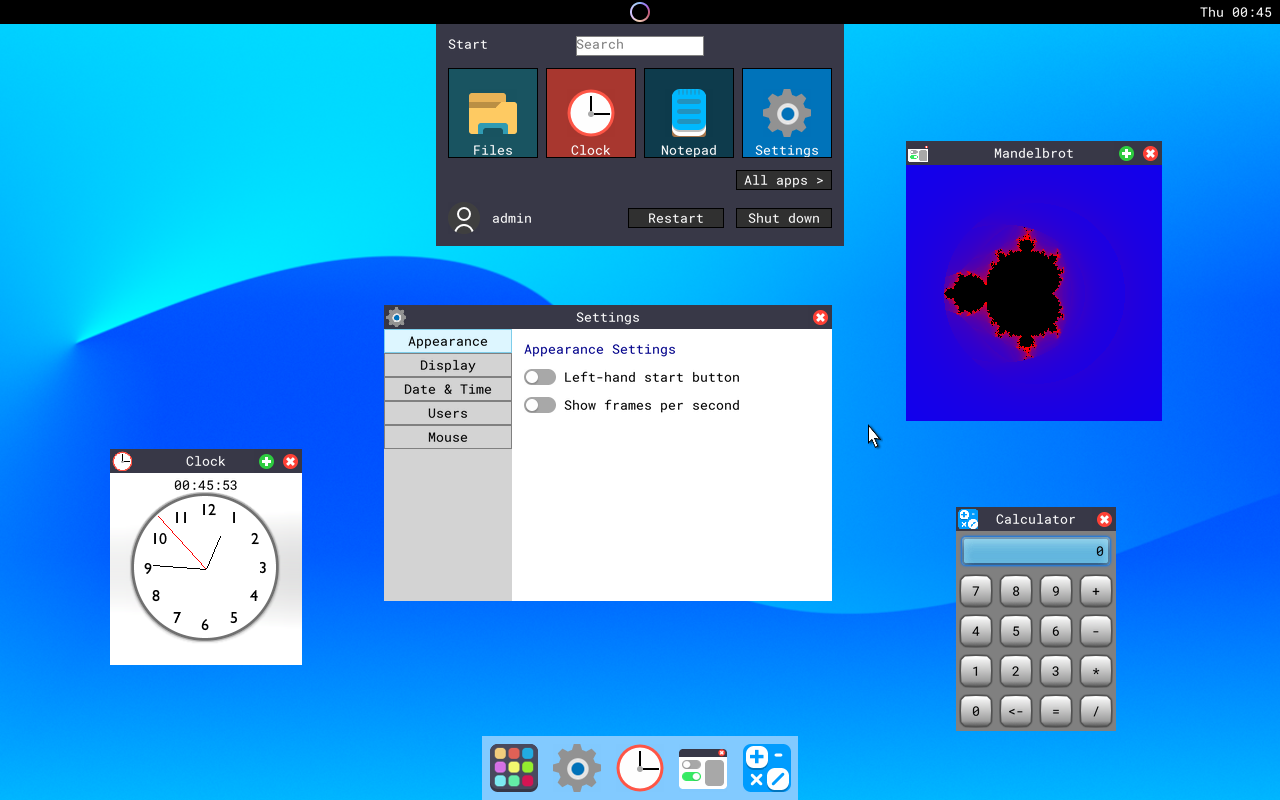 Thu 00:45
Start
Search
Files
Clock
Notepad
Settings
All apps >
admin
Restart
Shut down
Mandelbrot
Settings
Appearance
Display
Date & Time
Users
Mouse
Appearance Settings
Left-hand start button
Show frames per second
Clock
00:45:53
12
1
2
3
4
5
6
7
8
9
10
11
Calculator
0
7 8 9 +
4 5 6 -
1 2 3 *
0 <- = /